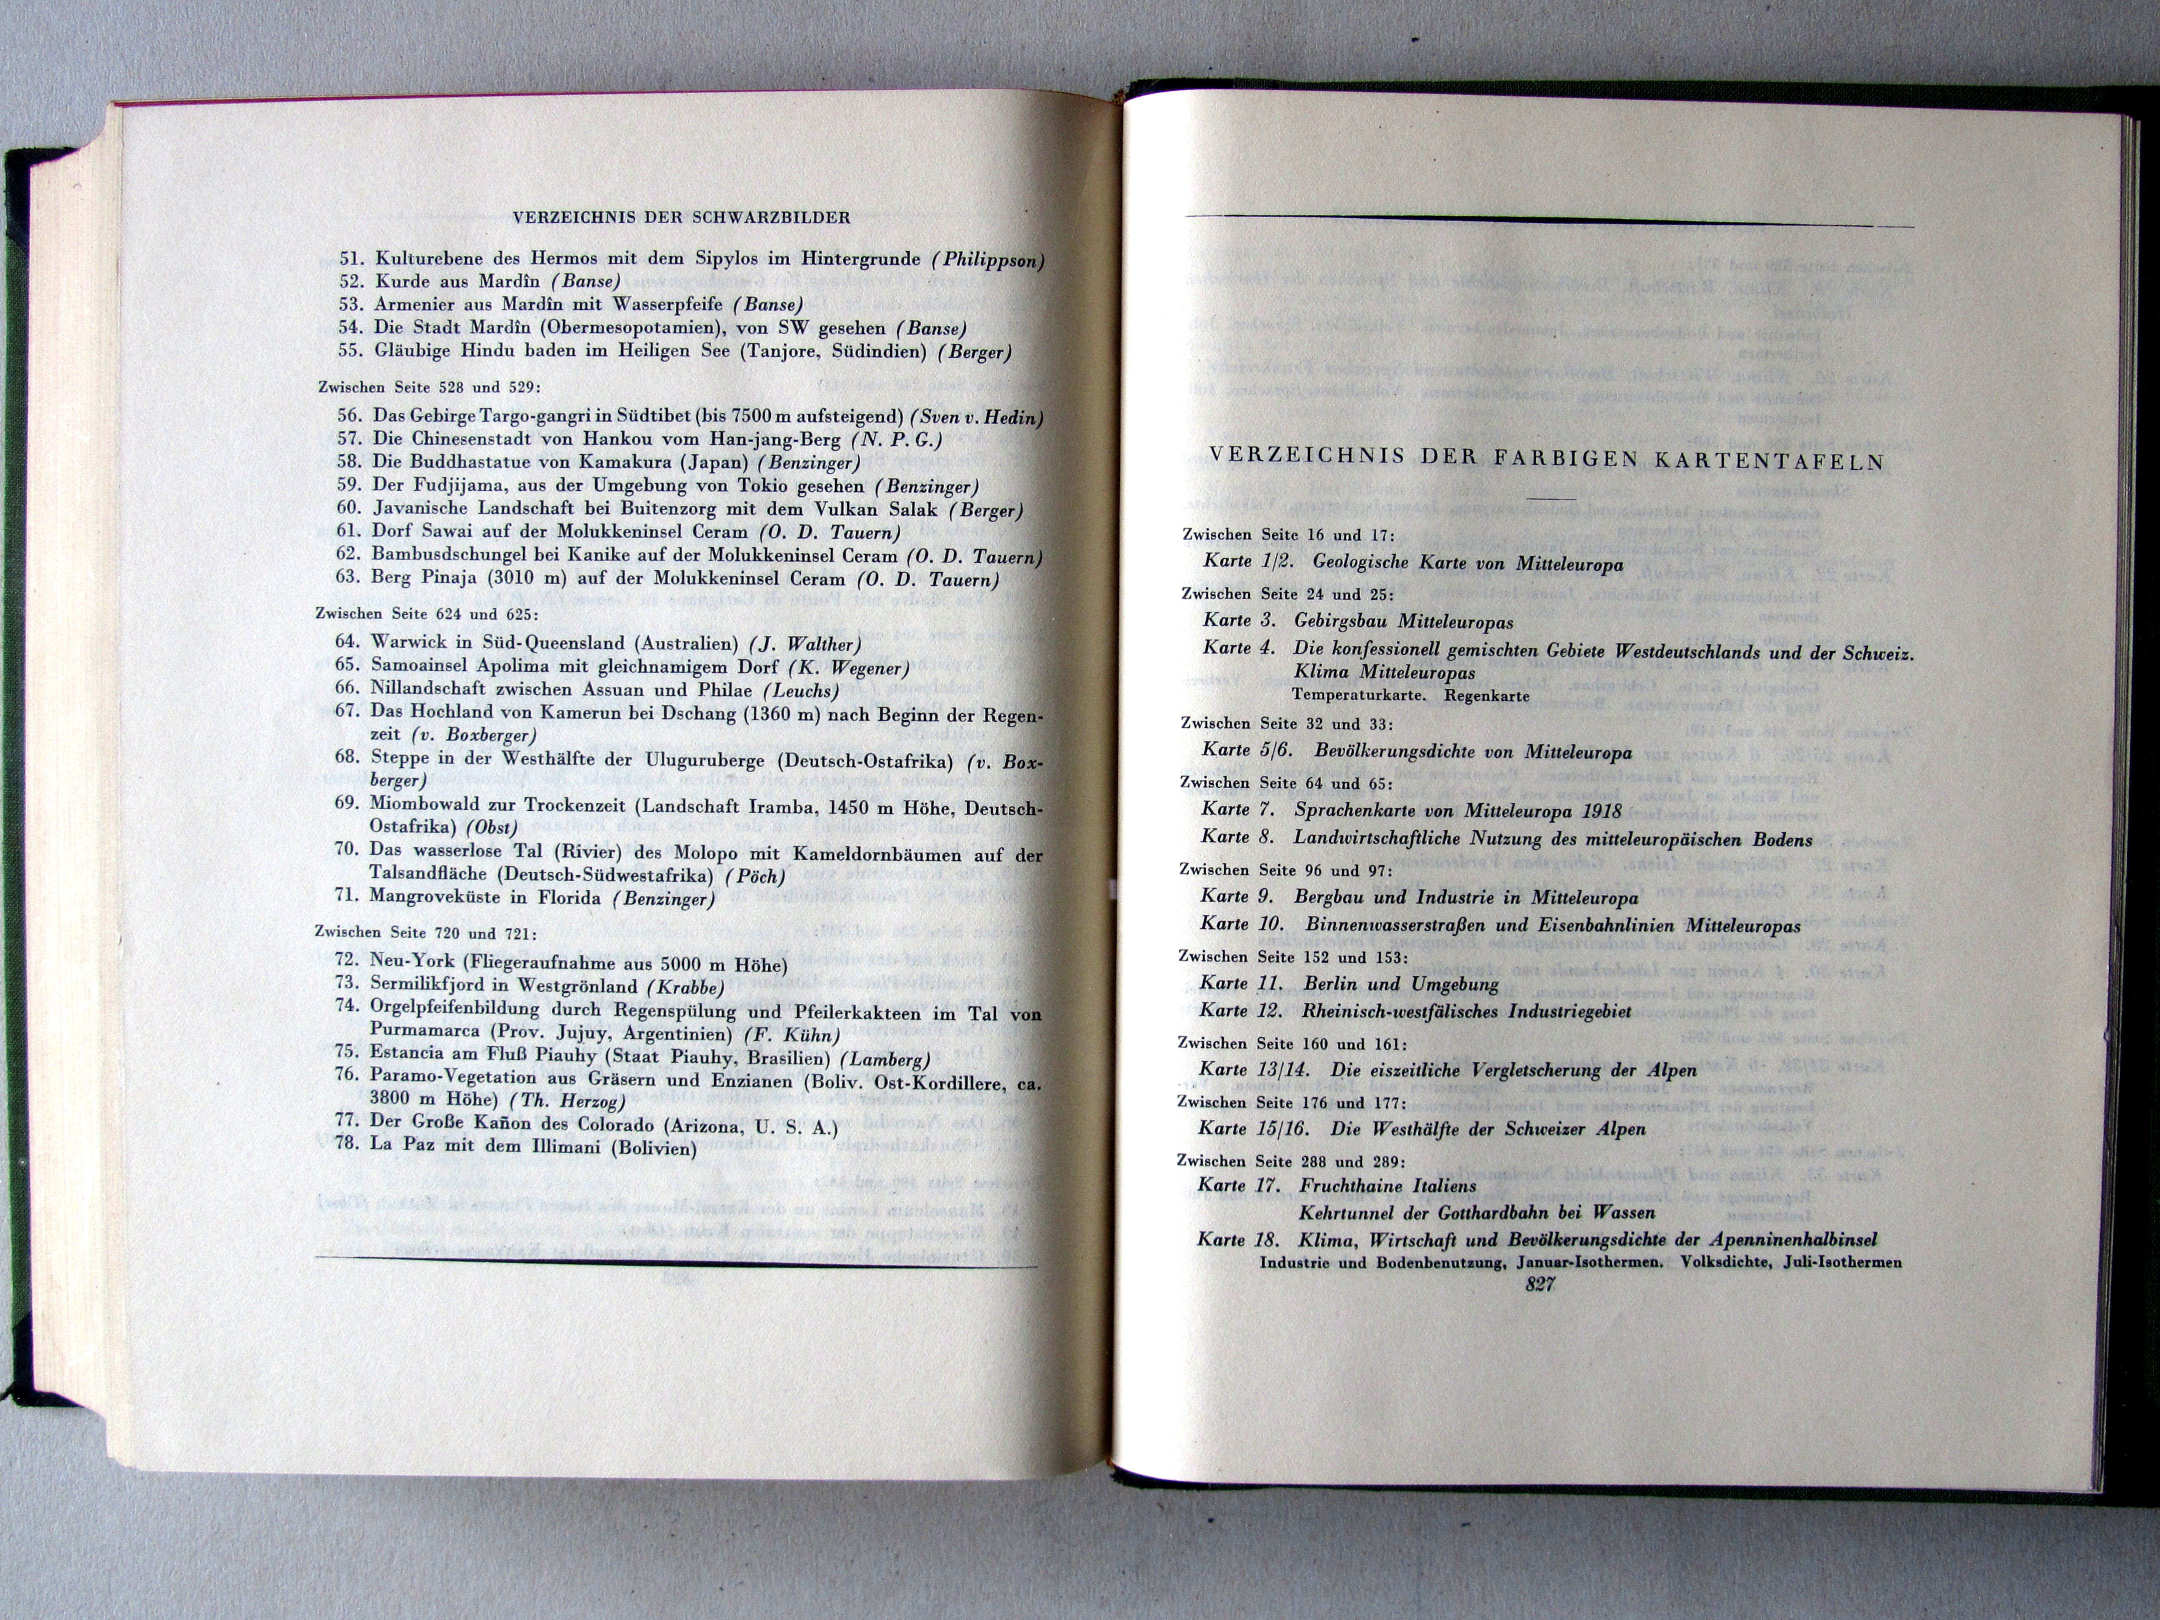 VERZEICHNIS DER SCHWARZBILDER
51. Kulturebene des Hermos mit dem Sipylos im Hintergrunde (Philippson)
52. Kurde aus Mardîn (Banse)
53. Armenier aus Mardîn mit Wasserpfeife (Banse)
54. Die Stadt Mardîn (Obermesopotamien), von SW gesehen (Banse)
55. Gläubige Hindu baden im Heiligen See (Tanjore, Südindien) (Berger)
Zwischen Seite 528 und 529:
56. Das Gebirge Targo-gangri in Südtibet (bis 7500 m aufsteigend) (Sven v. Hedin)
57. Die Chinesenstadt von Hankou vom Han-jang-Berg (N. P. G.)
58. Die Buddhastatue von Kamakura (Japan) (Benzinger)
59. Der Fudjijama, aus der Umgebung von Tokio gesehen (Benzinger)
60. Javanische Landschaft bei Buitenzorg mit dem Vulkan Salak (Berger)
61. Dorf Sawai auf der Molukkeninsel Ceram (O. D. Tauern)
62. Bambusdschungel bei Kanike auf der Molukkeninsel Ceram (O. D. Tauern)
63. Berg Pinaja (3010 m) auf der Molukkeninsel Ceram (O. D. Tauern)
Zwischen Seite 624 und 625:
64. Warwick in Süd-Queensland (Australien) (J. Walther)
65. Samoainsel Apolima mit gleichnamigem Dorf (K. Wegener)
66. Nillandschaft zwischen Assuan und Philae (Leuchs)
67. Das Hochland von Kamerun bei Dschang (1360 m) nach Beginn der Regen-
zeit (v. Boxberger)
68. Steppe in der Westhälfte der Uluguruberge (Deutsch-Ostafrika) (v. Box-
berger)
69. Miombowald zur Trockenzeit (Landschaft Iramba, 1450 m Höhe, Deutsch-
Ostafrika) (Obst)
70. Das wasserlose Tal (Rivier) des Molopo mit Kameldornbäumen auf der
Talsandfläche (Deutsch-Südwestafrika) (Pöch)
71. Mangroveküste in Florida (Benzinger)
Zwischen Seite 720 und 721:
72. Neu-York (Fliegeraufnahme aus 5000 m Höhe)
73. Sermilikfjord in Westgrönland (Krabbe)
74. Orgelpfeifenbildung durch Regenspülung und Pfeilerkakteen im Tal von
Purmamarca (Prov. Jujuy, Argentinien) (F. Kühn)
75. Estancia am Fluß Piauhy (Staat Piauhy, Brasilien) (Lamberg)
76. Paramo-Vegetation aus Gräsern und Enzianen (Boliv. Ost-Kordillere, ca.
3800 m Höhe) (Th. Herzog)
77. Der Große Kañon des Colorado (Arizona, U. S. A.)
78. La Paz mit dem Illimani (Bolivien)
VERZEICHNIS DER FARBIGEN KARTENTAFELN
Zwischen Seite 16 und 17:
Karte 1/2. Geologische Karte von Mitteleuropa
Zwischen Seite 24 und 25:
Karte 3. Gebirgsbau Mitteleuropas
Karte 4. Die konfessionell gemischten Gebiete Westdeutschlands und der Schweiz.
Klima Mitteleuropas
Temperaturkarte. Regenkarte
Zwischen Seite 32 und 33:
Karte 5/6. Bevölkerungsdichte von Mitteleuropa
Zwischen Seite 64 und 65:
Karte 7. Sprachenkarte von Mitteleuropa 1918
Karte 8. Landwirtschaftliche Nutzung des mitteleuropäischen Bodens
Zwischen Seite 96 und 97:
Karte 9. Bergbau und Industrie in Mitteleuropa
Karte 10. Binnenwasserstraßen und Eisenbahnlinien Mitteleuropas
Zwischen Seite 152 und 153:
Karte 11. Berlin und Umgebung
Karte 12. Rheinisch-westfälisches Industriegebiet
Zwischen Seite 160 und 161:
Karte 13/14. Die eiszeitliche Vergletscherung der Alpen
Zwischen Seite 176 und 177:
Karte 15/16. Die Westhälfte der Schweizer Alpen
Zwischen Seite 288 und 289:
Karte 17. Fruchthaine Italiens
Kehrtunnel der Gotthardbahn bei Wassen
Karte 18. Klima, Wirtschaft und Bevölkerungsdichte der Apenninenhalbinsel
Industrie und Bodenbenutzung, Januar-Isothermen. Volksdichte, Juli-Isothermen
827